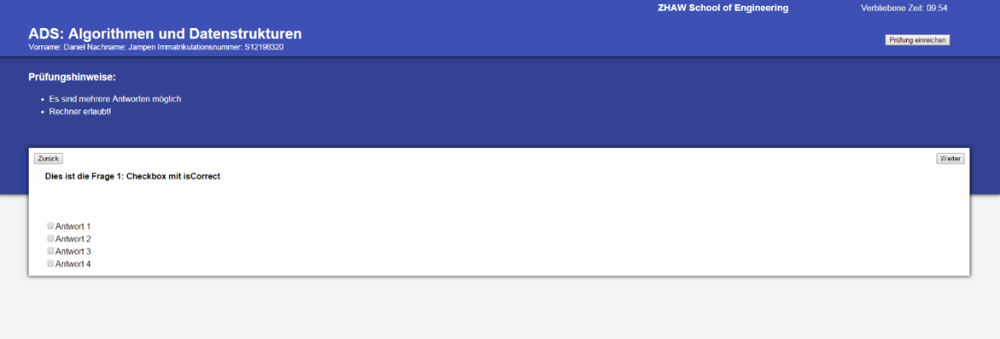 ZHAW School of Engineering
Verbliebene Zeit: 09:54
ADS: Algorithmen und Datenstrukturen
Vorname: Daniel Nachname: Jampen Immatrikulationsnummer: S12198320
Prüfung einreichen
Prüfungshinweise:
Es sind mehrere Antworten möglich
Rechner erlaubt!
Zurück
Weiter
Dies ist die Frage 1: Checkbox mit isCorrect
Antwort 1
Antwort 2
Antwort 3
Antwort 4